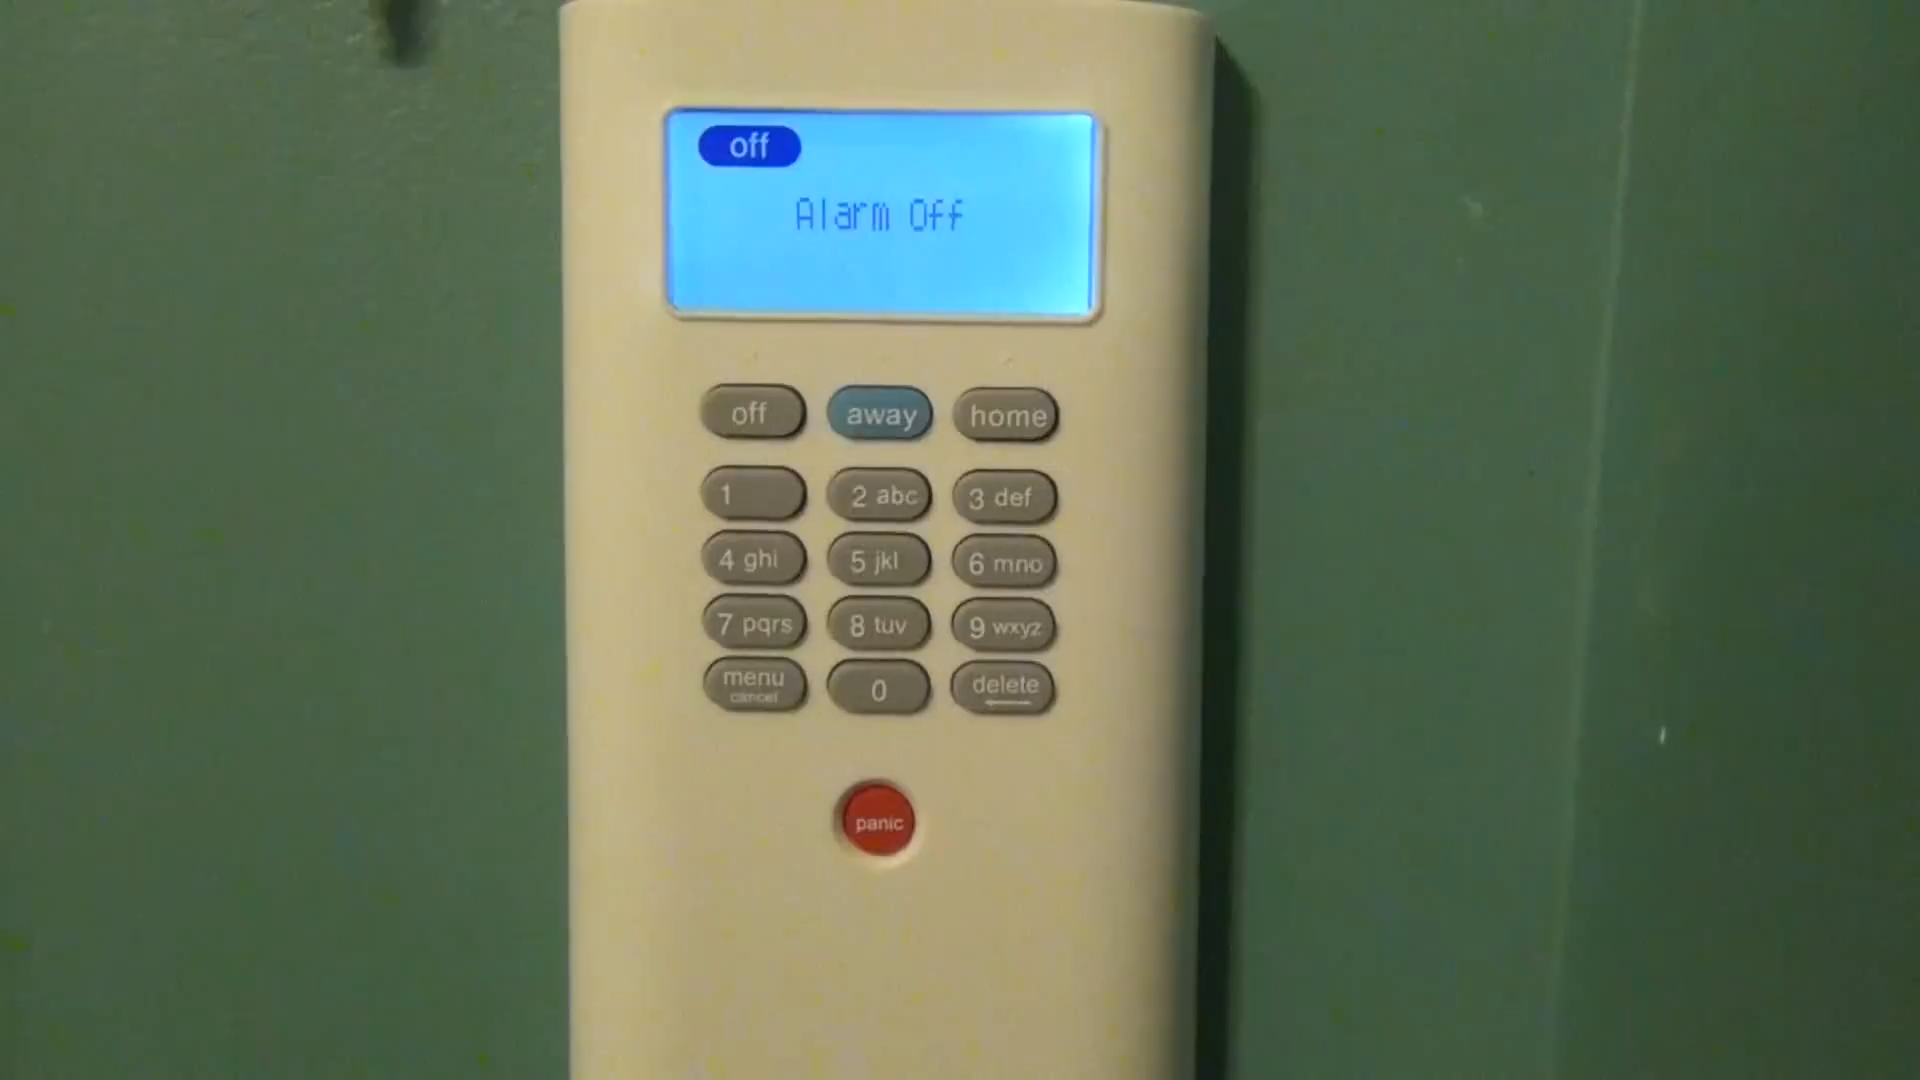 off
Alarm Off
off away home
1 2 abc 3 def
4 ghi 5 jkl 6 mno
7 pqrs 8 tuv 9 wxyz
menu 0 delete
cancel
panic